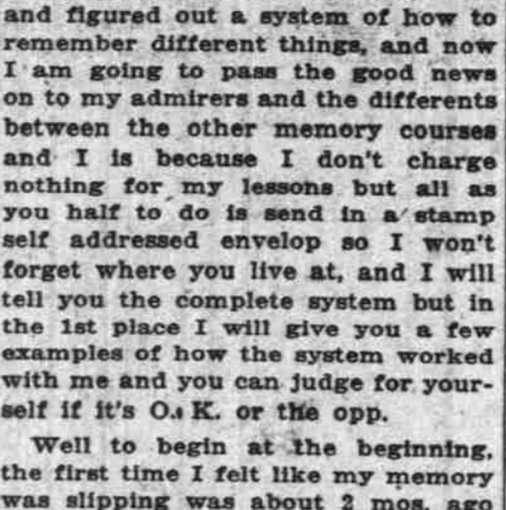 and figured out a system of how to
remember different things, and now
I am going to pass the good news
on to my admirers and the differents
between the other memory courses
and I is because I don't charge
nothing for my lessons but all as
you half to do is send in a stamp
self addressed envelop so I won't
forget where you live at, and I will
tell you the complete system but in
the 1st place I will give you a few
examples of how the system worked
with me and you can judge for your-
self if it's O. K. or the opp.
Well to begin at the beginning,
the first time I felt like my memory
was slipping was about 2 mos. ago